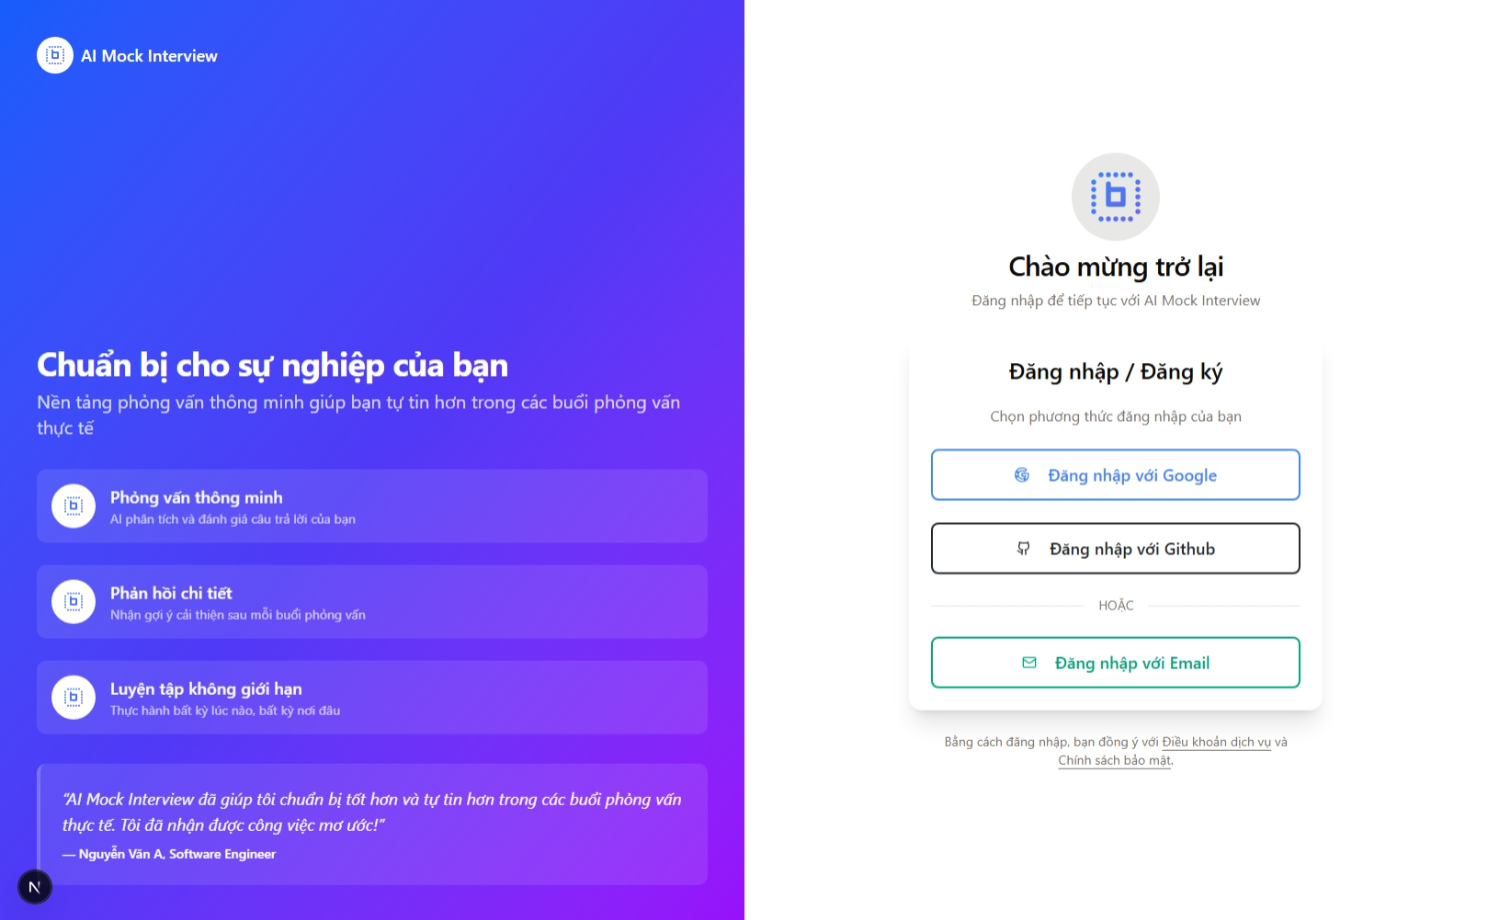 AI Mock Interview
Chuẩn bị cho sự nghiệp của bạn
Nền tảng phỏng vấn thông minh giúp bạn tự tin hơn trong các buổi phỏng vấn
thực tế
Phỏng vấn thông minh
AI phân tích và đánh giá câu trả lời của bạn
Phản hồi chi tiết
Nhận gợi ý cải thiện sau mỗi buổi phỏng vấn
Luyện tập không giới hạn
Thực hành bất kỳ lúc nào, bất kỳ nơi đâu
“AI Mock Interview đã giúp tôi chuẩn bị tốt hơn và tự tin hơn trong các buổi phỏng vấn
thực tế. Tôi đã nhận được công việc mơ ước!”
— Nguyễn Văn A, Software Engineer
N
Chào mừng trở lại
Đăng nhập để tiếp tục với AI Mock Interview
Đăng nhập / Đăng ký
Chọn phương thức đăng nhập của bạn
Đăng nhập với Google
Đăng nhập với Github
HOẶC
Đăng nhập với Email
Bằng cách đăng nhập, bạn đồng ý với Điều khoản dịch vụ và
Chính sách bảo mật.